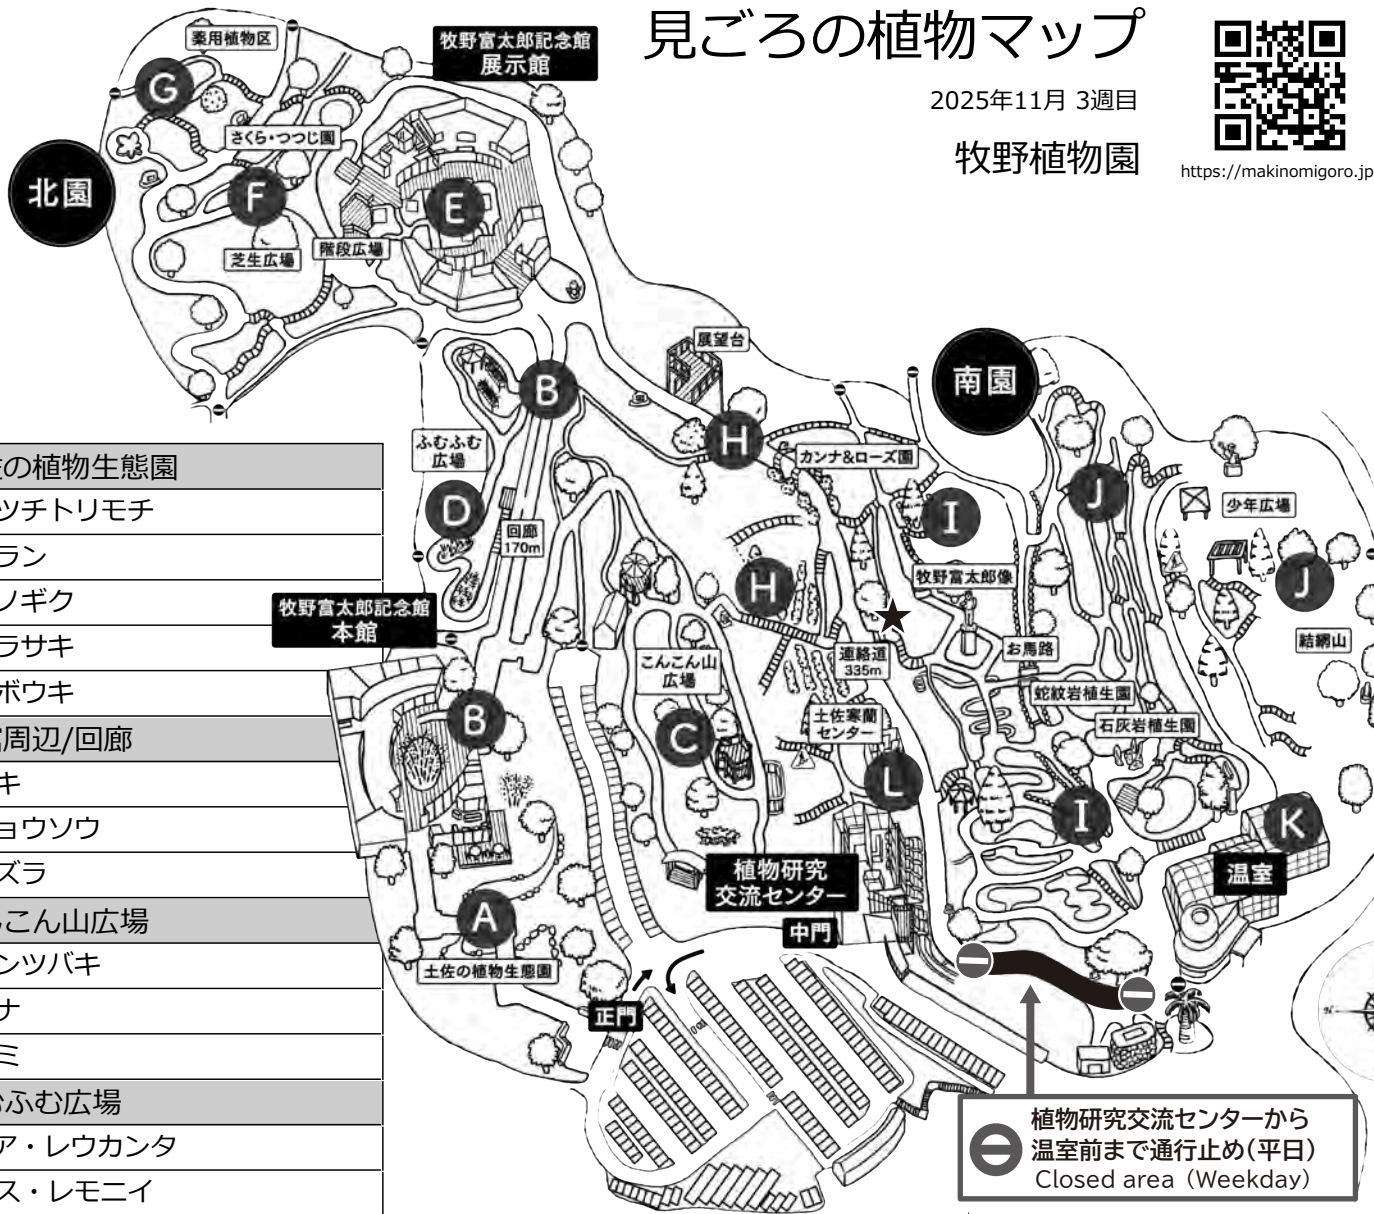 見ごろの植物マップ
2025年11月 3週目
牧野植物園
https://makinomigoro.jp
薬用植物区
牧野富太郎記念館
展示館
G
さくら・つつじ園
北園
F
E
階段広場
芝生広場
展望台
南園
B
H
ふむふむ
広場
カンナ&ローズ園
J
少年広場
D
I
回廊
170m
H
牧野富太郎像
J
牧野富太郎記念館
本館
こんこん山
広場
連絡道
335m
お馬路
結網山
蛇紋岩植生園
B
C
土佐寒蘭
センター
石灰岩植生園
L
I
K
植物研究
交流センター
温室
A
中門
土佐の植物生態園
正門
の植物生態園
ツチトリモチ
ラン
ノギク
ラサキ
ボウキ
周辺/回廊
キ
ョウソウ
ズラ
こん山広場
ンツバキ
ナ
ミ
ふむ広場
ア・レウカンタ
ス・レモニイ
植物研究交流センターから
温室前まで通行止め(平日)
Closed area (Weekday)